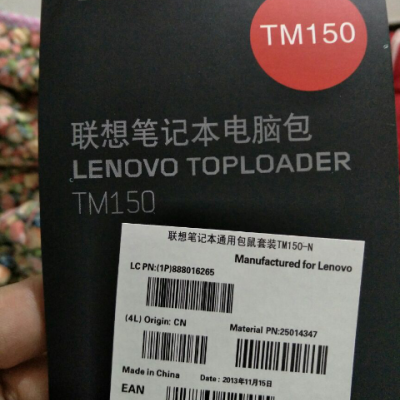 TM150
联想笔记本电脑包
LENOVO TOPLOADER
TM150
联想笔记本通用包鼠套装TM150-N
Manufactured for Lenovo
LC PN:(1P)888016265
(4L) Origin: CN
Material PN:25014347
Made in China
Date : 2013年11月15日
EAN